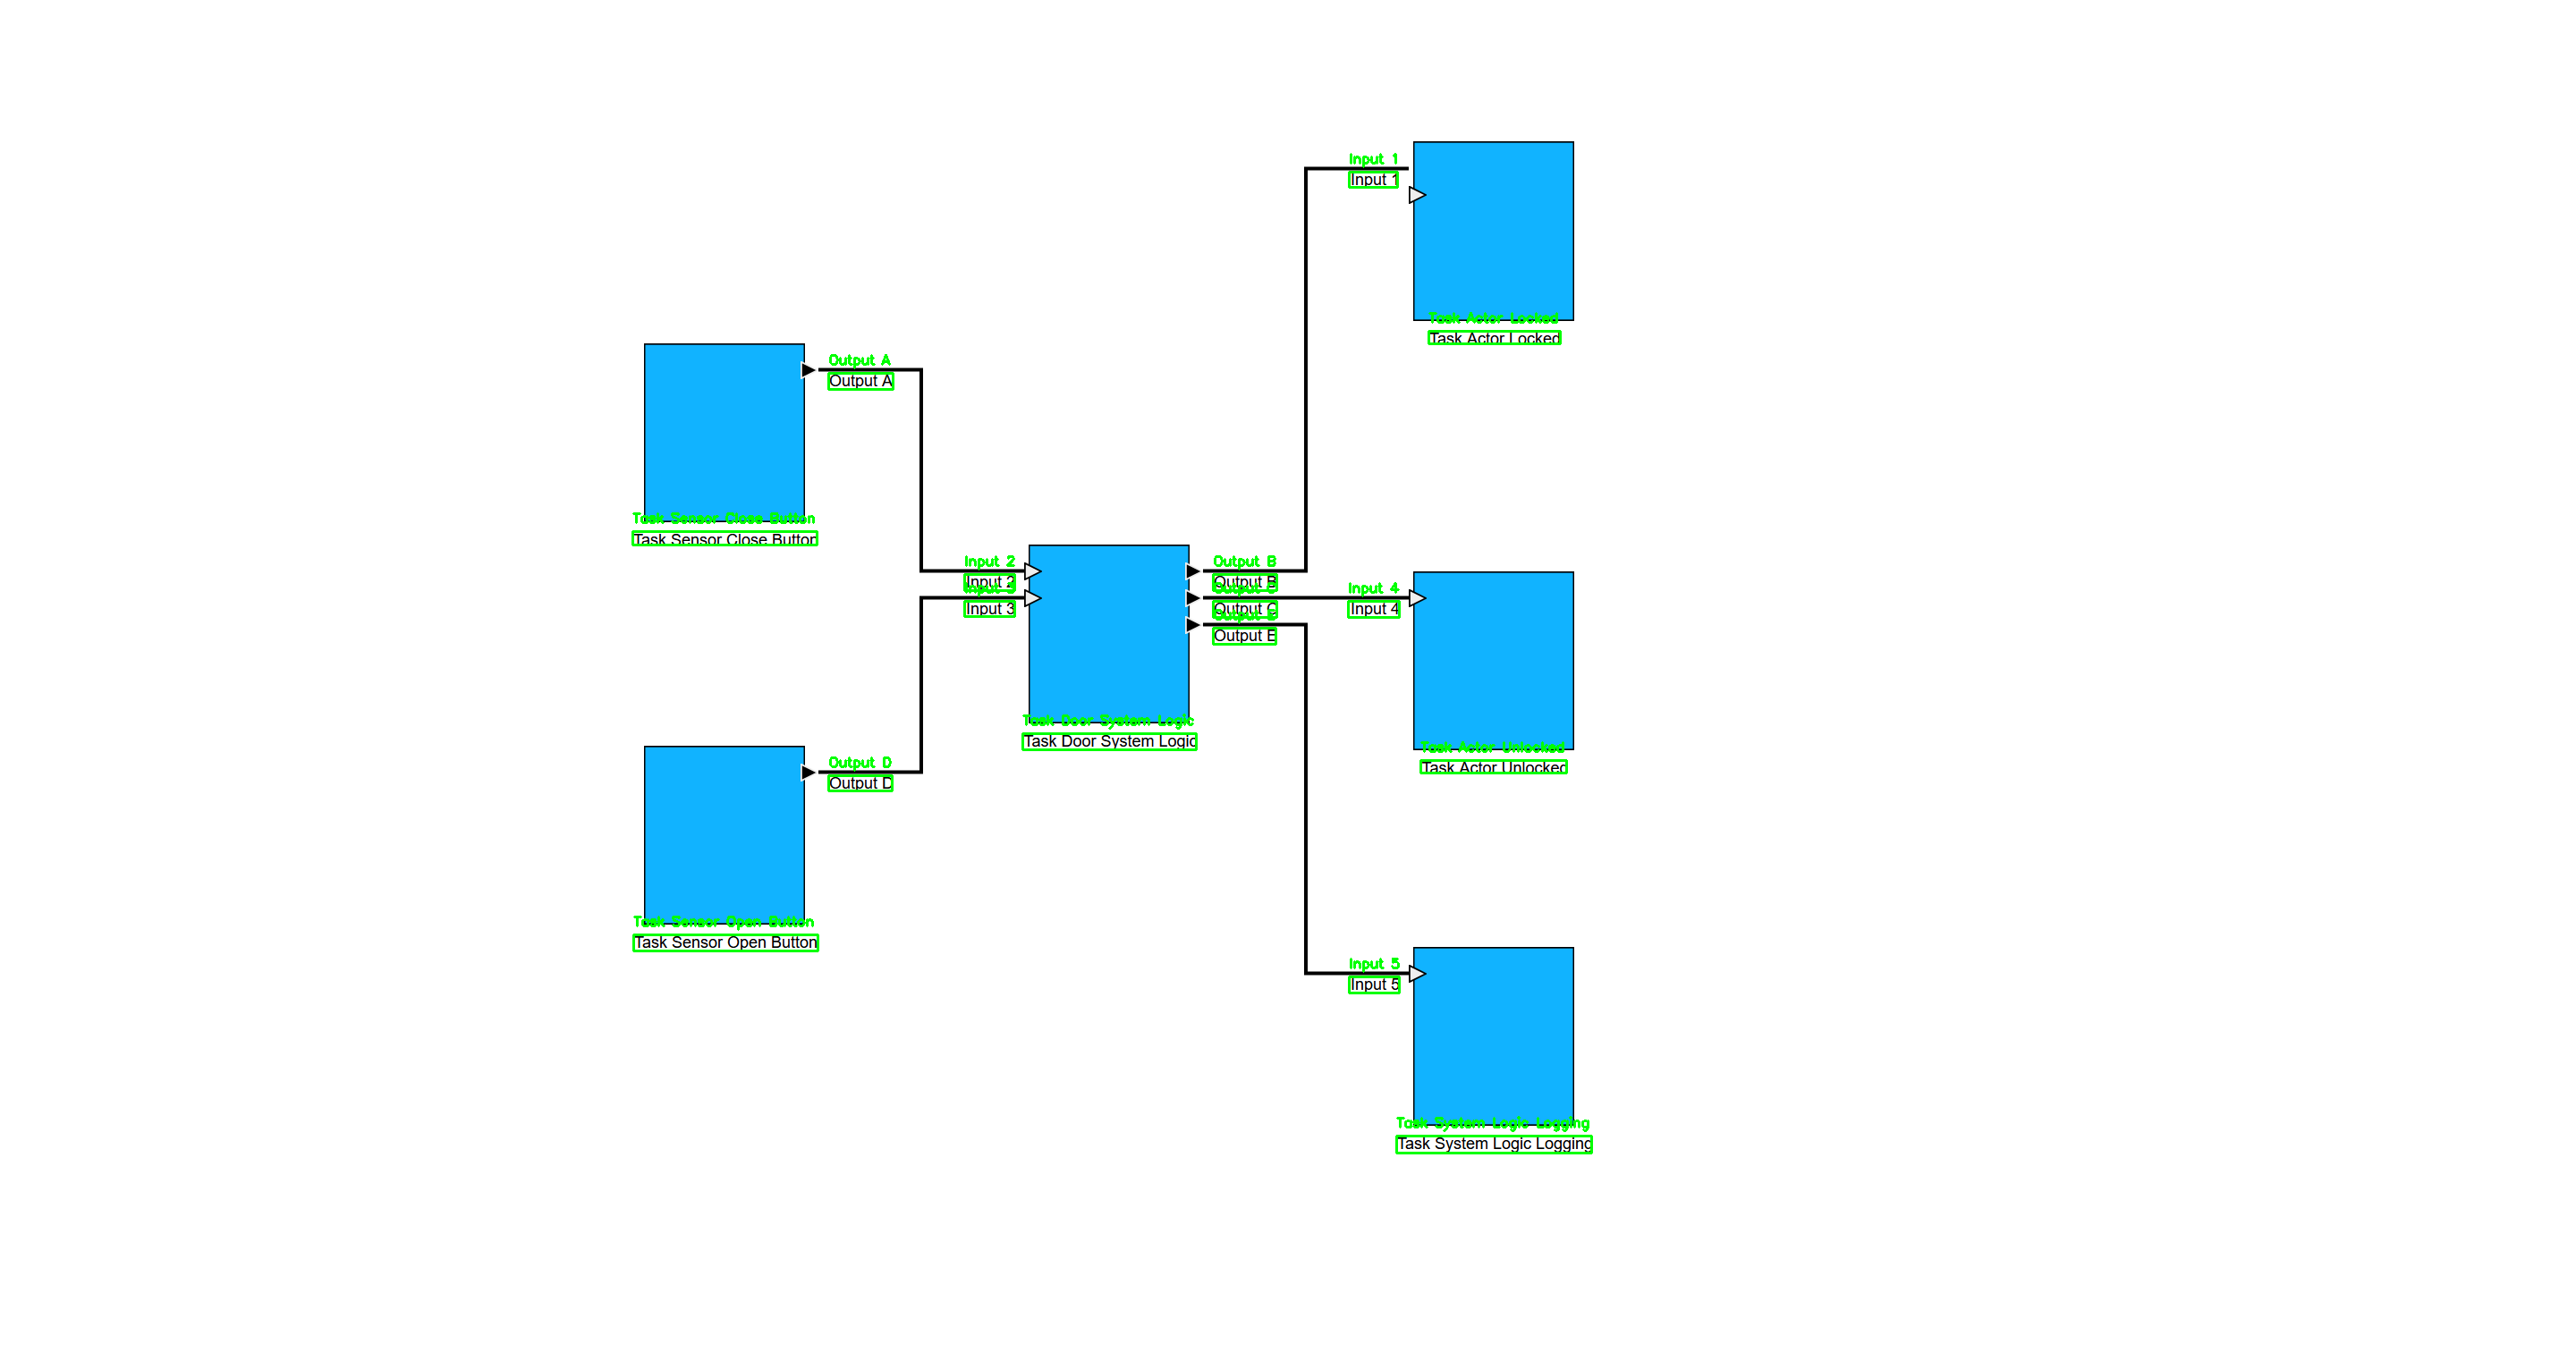 Input 1
Input 1
Task Actor Locked
Task Actor Locked
Output A
Output A
Task Sensor Close Button
Task Sensor Close Button
Input 2
Input 2
Input 3
Input 3
Output B
Output B
Output C
Output C
Output E
Output E
Input 4
Input 4
Task Door System Logic
Task Door System Logic
Task Actor Unlocked
Task Actor Unlocked
Output D
Output D
Task Sensor Open Button
Task Sensor Open Button
Input 5
Input 5
Task System Logic Logging
Task System Logic Logging